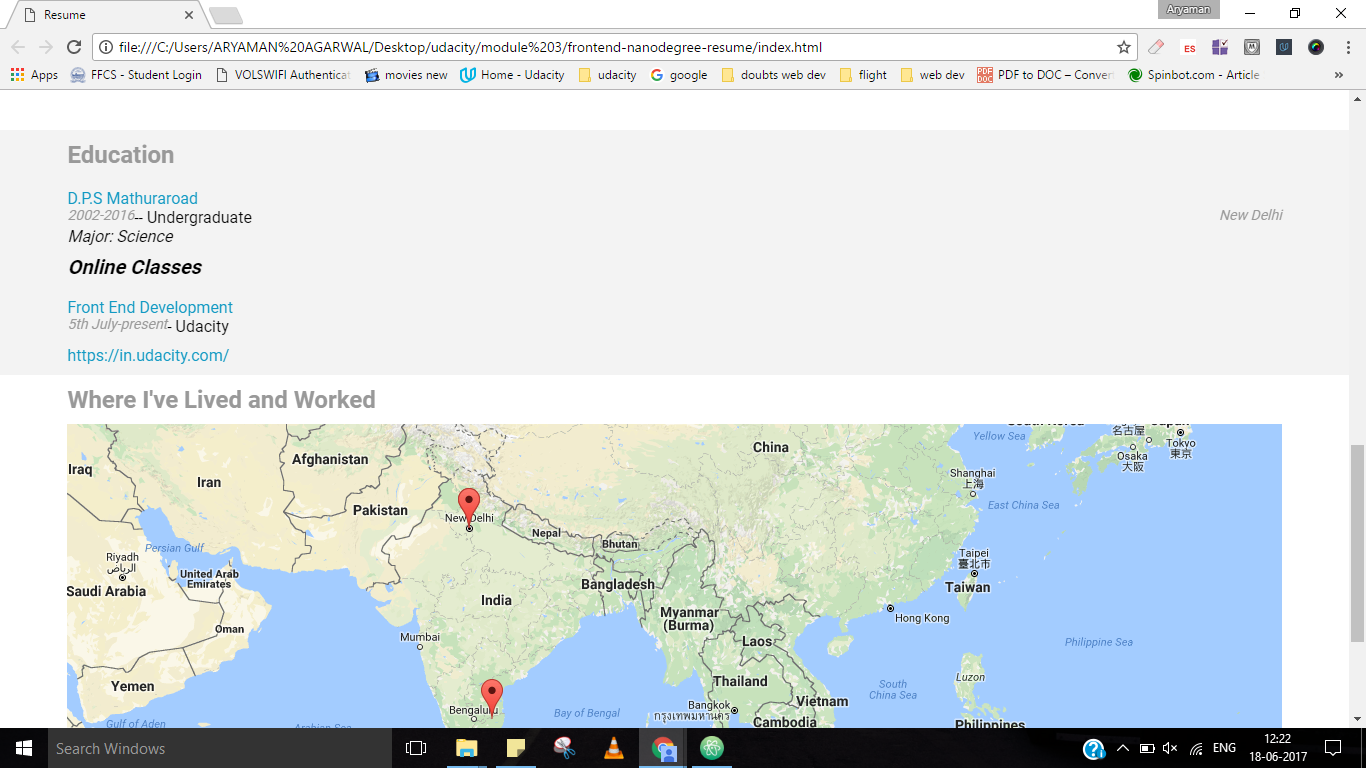 Resume
Aryaman
file:///C:/Users/ARYAMAN%20AGARWAL/Desktop/udacity/module%203/frontend-nanodegree-resume/index.html
ES
Apps
FFCS - Student Login
VOLSWIFI Authenticat
movies new
Home - Udacity
udacity
google
doubts web dev
flight
web dev
PDF DOC
PDF to DOC – Conver
Spinbot.com - Article
»
Education
D.P.S Mathuraroad
2002-2016-- Undergraduate
New Delhi
Major: Science
Online Classes
Front End Development
5th July-present- Udacity
https://in.udacity.com/
Where I've Lived and Worked
South Korea
Japan
名古屋
Yellow Sea
Tokyo
東京
China
Osaka
大阪
Afghanistan
Iraq
Iran
Shanghai
上海
East China Sea
Pakistan
New Delhi
Nepal
Bhutan
Persian Gulf
Riyadh
الرياض
United Arab
Emirates
Taipei
臺北市
Saudi Arabia
Bangladesh
Taiwan
India
Myanmar
(Burma)
Hong Kong
Oman
Mumbai
Laos
Philippine Sea
Yemen
Thailand
Luzon
South
China Sea
Vietnam
Bengaluru
Bangkok
กรุงเทพมหานคร
Bay of Bengal
Gulf of Aden
Arabian Sea
Cambodia
Philippines
Search Windows
ENG
12:22
18-06-2017